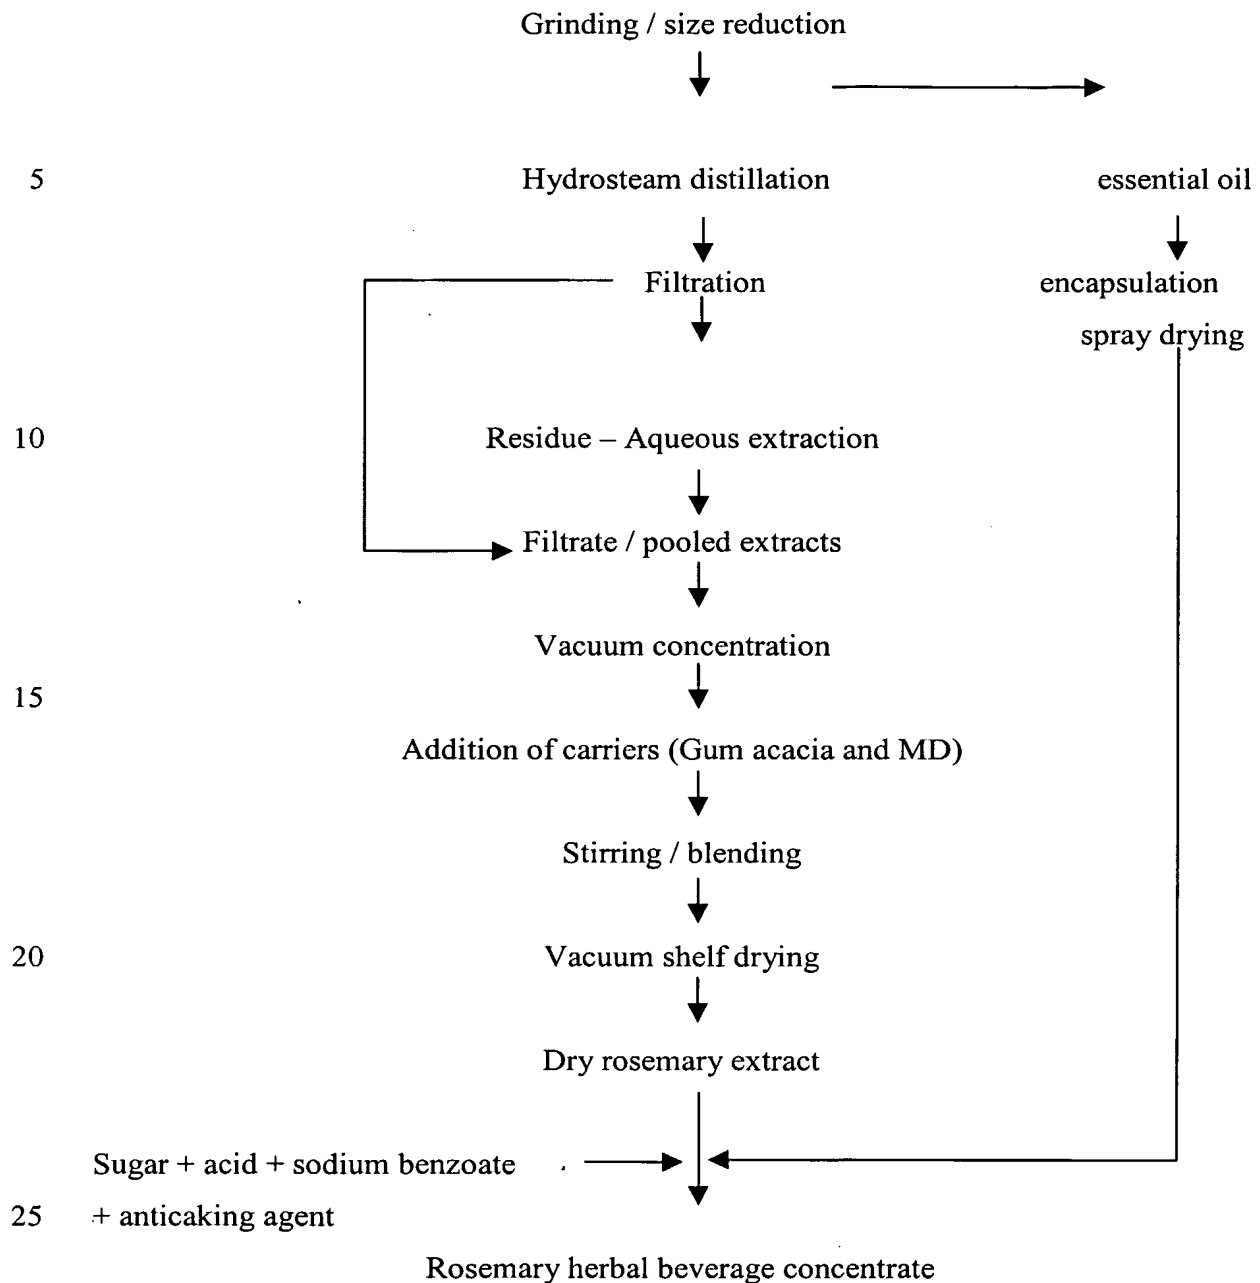 Grinding / size reduction
5 Hydrosteam distillation essential oil
Filtration encapsulation
spray drying
10 Residue – Aqueous extraction
Filtrate / pooled extracts
Vacuum concentration
15
Addition of carriers (Gum acacia and MD)
Stirring / blending
20 Vacuum shelf drying
Dry rosemary extract
Sugar + acid + sodium benzoate
25 + anticaking agent
Rosemary herbal beverage concentrate